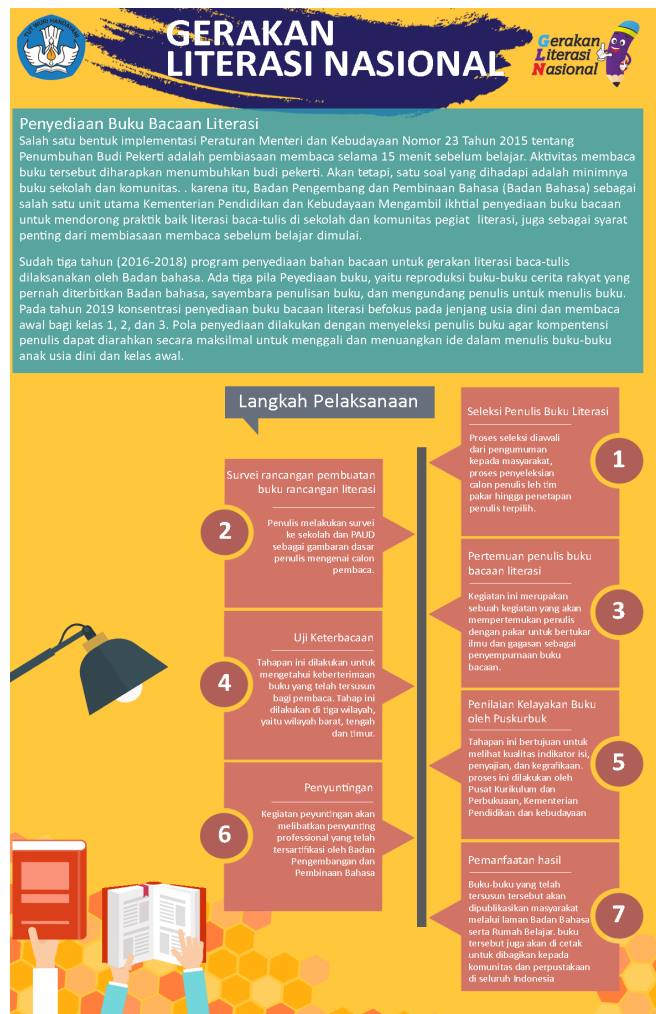 TUT WURI HANDAYANI
GERAKAN
LITERASI NASIONAL
Gerakan
Literasi
Nasional
Penyediaan Buku Bacaan Literasi
Salah satu bentuk implementasi Peraturan Menteri dan Kebudayaan Nomor 23 Tahun 2015 tentang
Penumbuhan Budi Pekerti adalah pembiasaan membaca selama 15 menit sebelum belajar. Aktivitas membaca
buku tersebut diharapkan menumbuhkan budi pekerti. Akan tetapi, satu soal yang dihadapi adalah minimnya
buku sekolah dan komunitas. . karena itu, Badan Pengembang dan Pembinaan Bahasa (Badan Bahasa) sebagai
salah satu unit utama Kementerian Pendidikan dan Kebudayaan Mengambil ikhtial penyediaan buku bacaan
untuk mendorong praktik baik literasi baca-tulis di sekolah dan komunitas pegiat literasi, juga sebagai syarat
penting dari membiasaan membaca sebelum belajar dimulai.
Sudah tiga tahun (2016-2018) program penyediaan bahan bacaan untuk gerakan literasi baca-tulis
dilaksanakan oleh Badan bahasa. Ada tiga pila Peyediaan buku, yaitu reproduksi buku-buku cerita rakyat yang
pernah diterbitkan Badan bahasa, sayembara penulisan buku, dan mengundang penulis untuk menulis buku.
Pada tahun 2019 konsentrasi penyediaan buku bacaan literasi befokus pada jenjang usia dini dan membaca
awal bagi kelas 1, 2, dan 3. Pola penyediaan dilakukan dengan menyeleksi penulis buku agar kompentensi
penulis dapat diarahkan secara maksilmal untuk menggali dan menuangkan ide dalam menulis buku-buku
anak usia dini dan kelas awal.
Langkah Pelaksanaan
Seleksi Penulis Buku Literasi
Proses seleksi diawali
dari pengumuman
kepada masyarakat,
proses penyeleksian
calon penulis leh tim
pakar hingga penetapan
penulis terpilih.
1
Survei rancangan pembuatan
buku rancangan literasi
Penulis melakukan survei
ke sekolah dan PAUD
sebagai gambaran dasar
penulis mengenai calon
pembaca.
2
Pertemuan penulis buku
bacaan literasi
Kegiatan ini merupakan
sebuah kegiatan yang akan
mempertemukan penulis
dengan pakar untuk bertukar
ilmu dan gagasan sebagai
penyempurnaan buku
bacaan.
3
Uji Keterbacaan
Tahapan ini dilakukan untuk
mengetahui keberterimaan
buku yang telah tersusun
bagi pembaca. Tahap ini
dilakukan di tiga wilayah,
yaitu wilayah barat, tengah
dan timur.
4
Penilaian Kelayakan Buku
oleh Puskurbuk
Tahapan ini bertujuan untuk
melihat kualitas indikator isi,
penyajian, dan kegrafikaan.
proses ini dilakukan oleh
Pusat Kurikulum dan
Perbukuaan, Kementerian
Pendidikan dan kebudayaan
5
Penyuntingan
Kegiatan peyuntingan akan
melibatkan penyunting
professional yang telah
tersartifikasi oleh Badan
Pengembangan dan
Pembinaan Bahasa
6
Pemanfaatan hasil
Buku-buku yang telah
tersusun tersebut akan
dipublikasikan masyarakat
melalui laman Badan Bahasa
serta Rumah Belajar. buku
tersebut juga akan di cetak
untuk dibagikan kepada
komunitas dan perpustakaan
di seluruh Indonesia
7